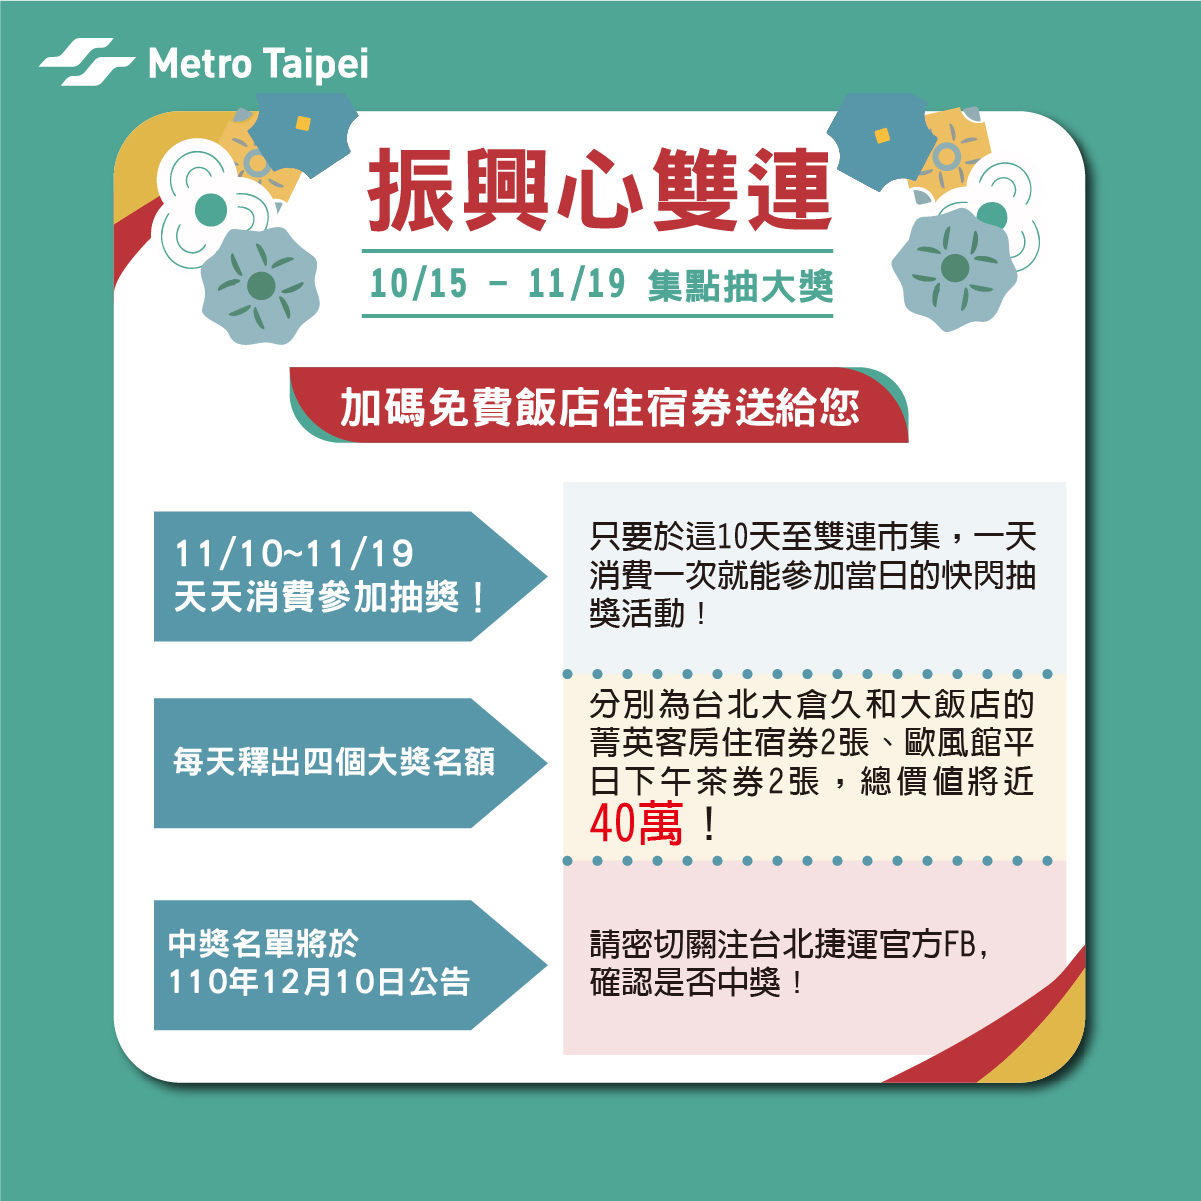 Metro Taipei
振興心雙連
10/15 - 11/19 集點抽大獎
加碼免費飯店住宿券送給您
11/10~11/19
天天消費參加抽獎！
只要於這10天至雙連市集，一天
消費一次就能參加當日的快閃抽
獎活動！
每天釋出四個大獎名額
分別為台北大倉久和大飯店的
菁英客房住宿券2張、歐風館平
日下午茶券2張，總價值將近
40萬！
中獎名單將於
110年12月10日公告
請密切關注台北捷運官方FB,
確認是否中獎！